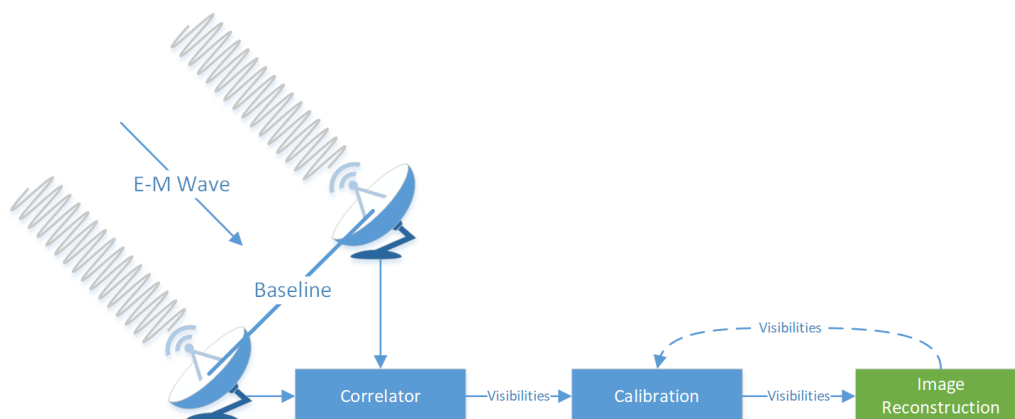 E-M Wave
Baseline
Visibilities
Correlator
Visibilities
Calibration
Visibilities
Image
Reconstruction